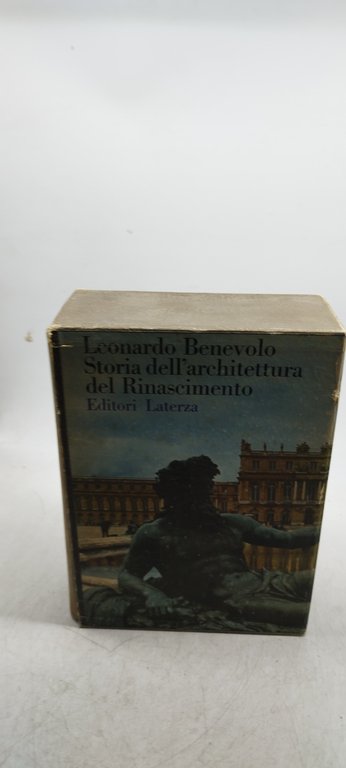 Leonardo Benevolo
Storia dell'architettura
del Rinascimento
Editori Laterza